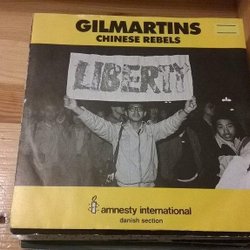 GILMARTINS
CHINESE REBELS
LIBERTY
amnesty international
danish section